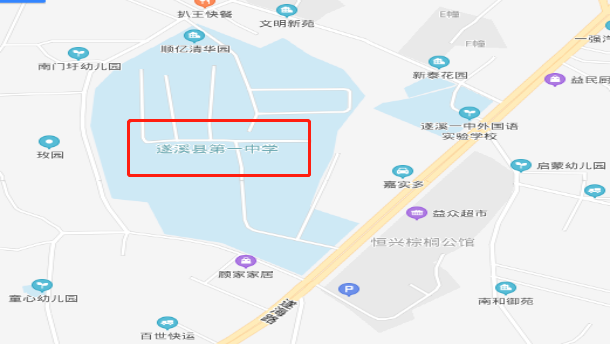 扒王快餐
文明新苑
E幢
F幢
一强汽
顺亿清华园
南门圩幼儿园
新泰花园
益民厨
遂溪一中外国语
实验学校
遂溪县第一中学
玫园
启蒙幼儿园
嘉实多
益众超市
恒兴棕榈公馆
顾家家居
P
童心幼儿园
南和御苑
遂海路
百世快运